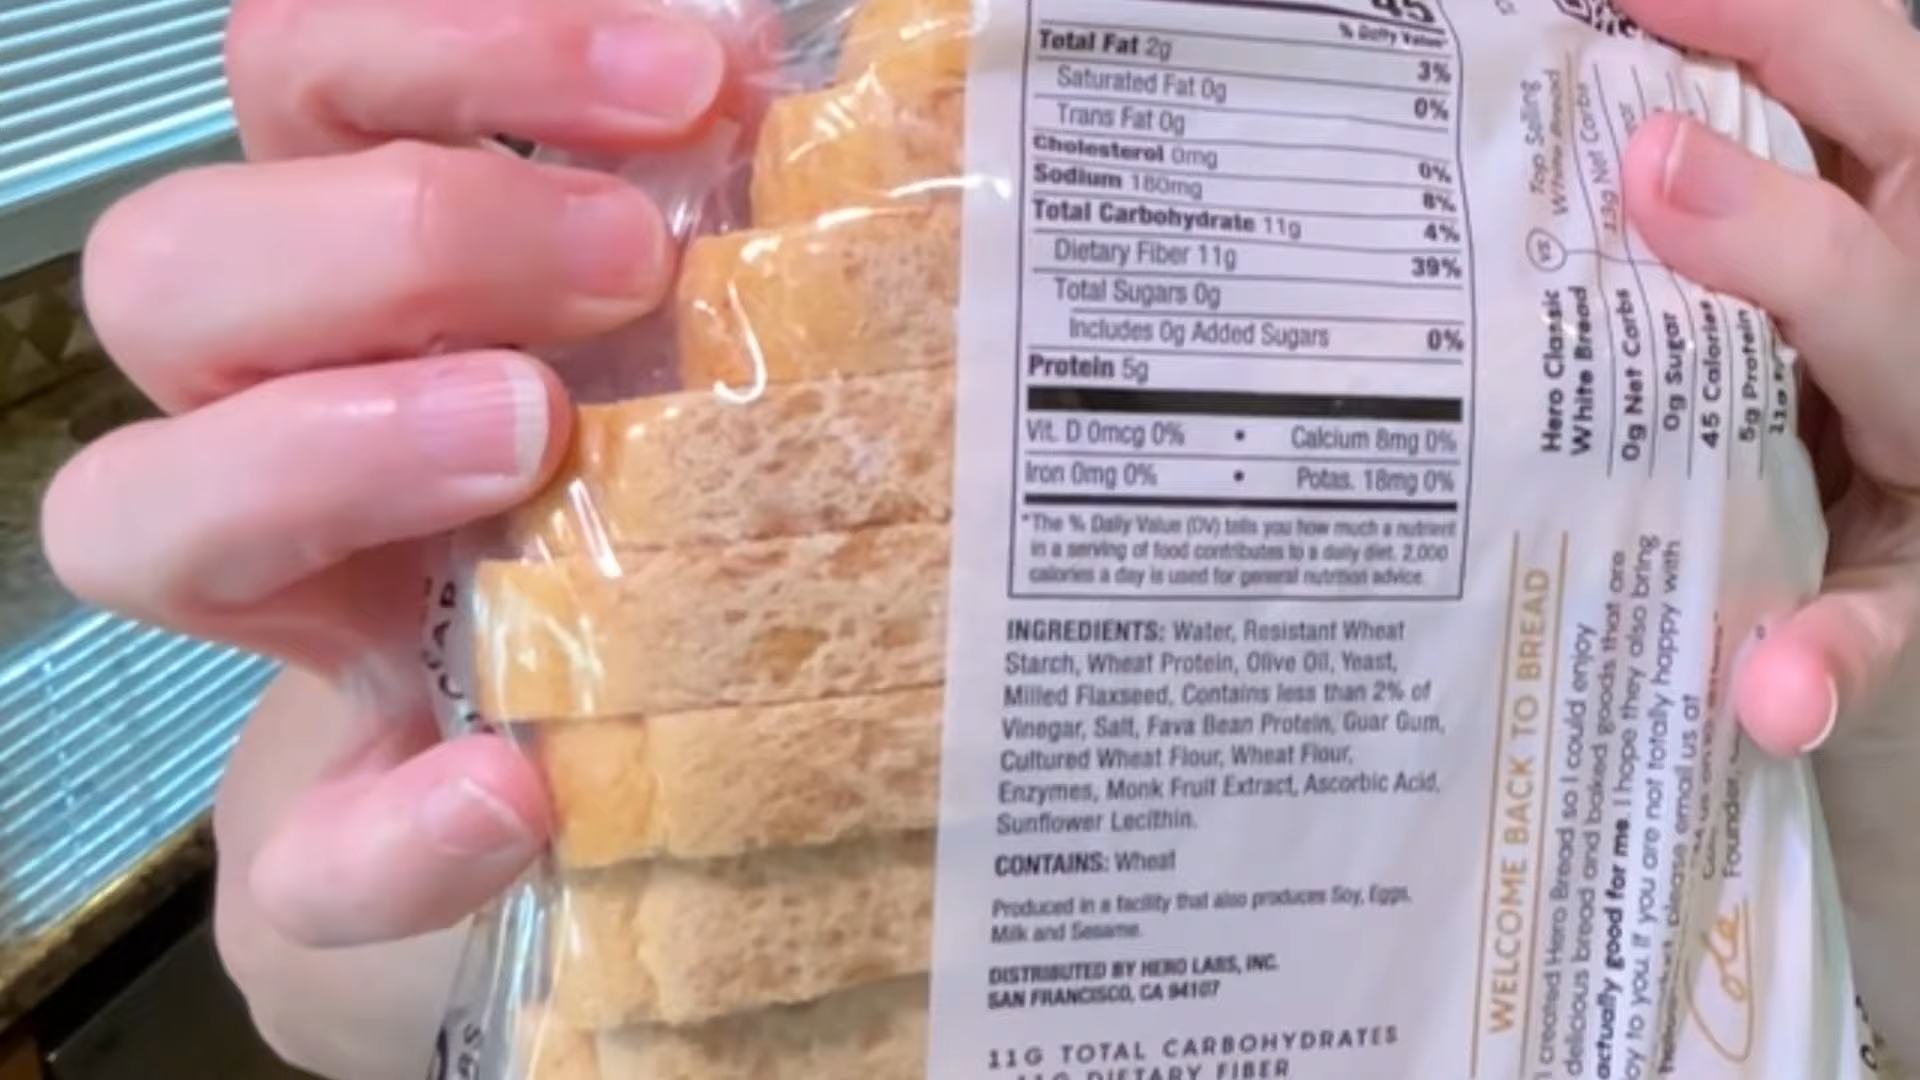 45
% Daily Value*
Total Fat 2g 3%
Saturated Fat 0g 0%
Trans Fat 0g
Cholesterol 0mg 0%
Sodium 180mg 8%
Total Carbohydrate 11g 4%
Dietary Fiber 11g 39%
Total Sugars 0g
Includes 0g Added Sugars 0%
Protein 5g
Vit. D 0mcg 0% • Calcium 8mg 0%
Iron 0mg 0% • Potas. 18mg 0%
*The % Daily Value (DV) tells you how much a nutrient
in a serving of food contributes to a daily diet. 2,000
calories a day is used for general nutrition advice.
INGREDIENTS: Water, Resistant Wheat
Starch, Wheat Protein, Olive Oil, Yeast,
Milled Flaxseed, Contains less than 2% of
Vinegar, Salt, Fava Bean Protein, Guar Gum,
Cultured Wheat Flour, Wheat Flour,
Enzymes, Monk Fruit Extract, Ascorbic Acid,
Sunflower Lecithin.
CONTAINS: Wheat
Produced in a facility that also produces Soy, Eggs,
Milk and Sesame.
DISTRIBUTED BY HERO LABS, INC.
SAN FRANCISCO, CA 94107
11G TOTAL CARBOHYDRATES
11G DIETARY FIBER
Hero Classic
White Bread
vs
Top Selling
White Bread
0g Net Carbs 13g Net Carbs
0g Sugar
45 Calories
5g Protein
11g
WELCOME BACK TO BREAD
I created Hero Bread so I could enjoy
delicious bread and baked goods that are
actually good for me. I hope they also bring
joy to you. If you are not totally happy with
please email us at
Cole
Founder,